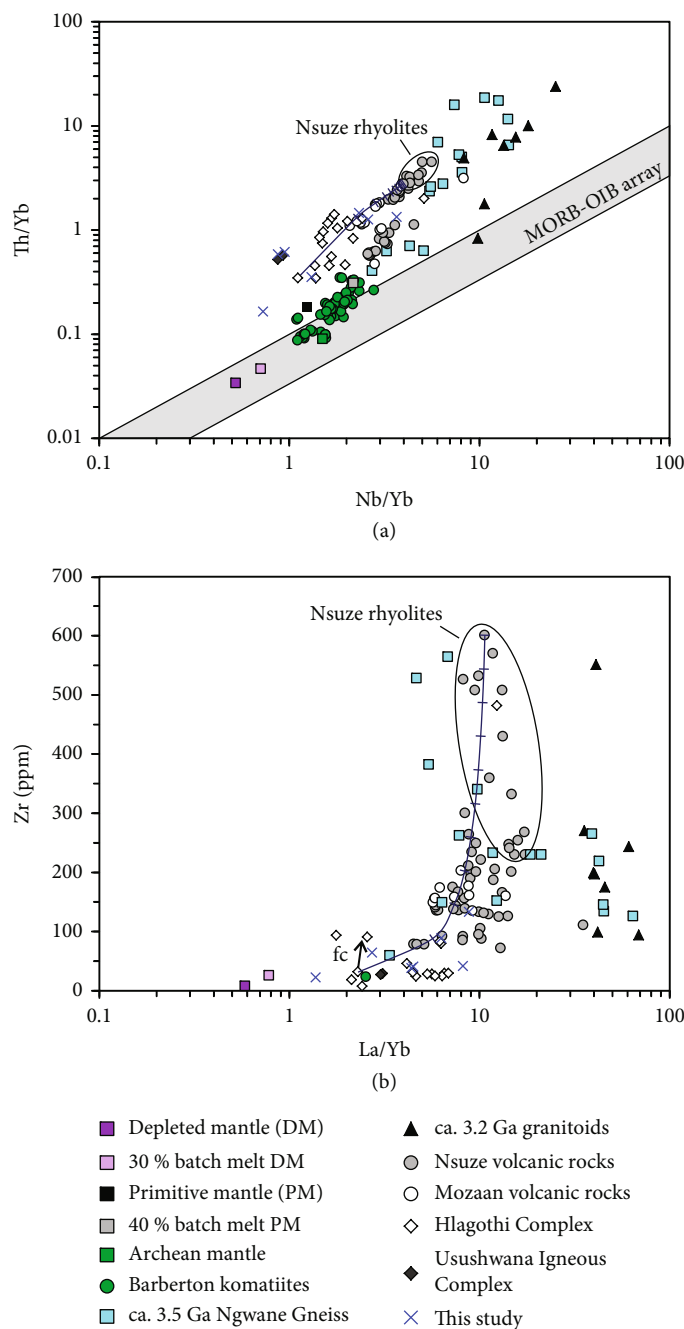 100
10
1
0.1
0.01
Th/Yb
Nsuze rhyolites
MORB-OIB array
0.1
1
10
100
Nb/Yb
(a)
700
600
500
400
300
200
100
0
Zr (ppm)
Nsuze rhyolites
fc
0.1
1
10
100
La/Yb
(b)
Depleted mantle (DM)
30 % batch melt DM
Primitive mantle (PM)
40 % batch melt PM
Archean mantle
Barberton komatiites
ca. 3.5 Ga Ngwane Gneiss
ca. 3.2 Ga granitoids
Nsuze volcanic rocks
Mozaan volcanic rocks
Hlagothi Complex
Usushwana Igneous
Complex
This study